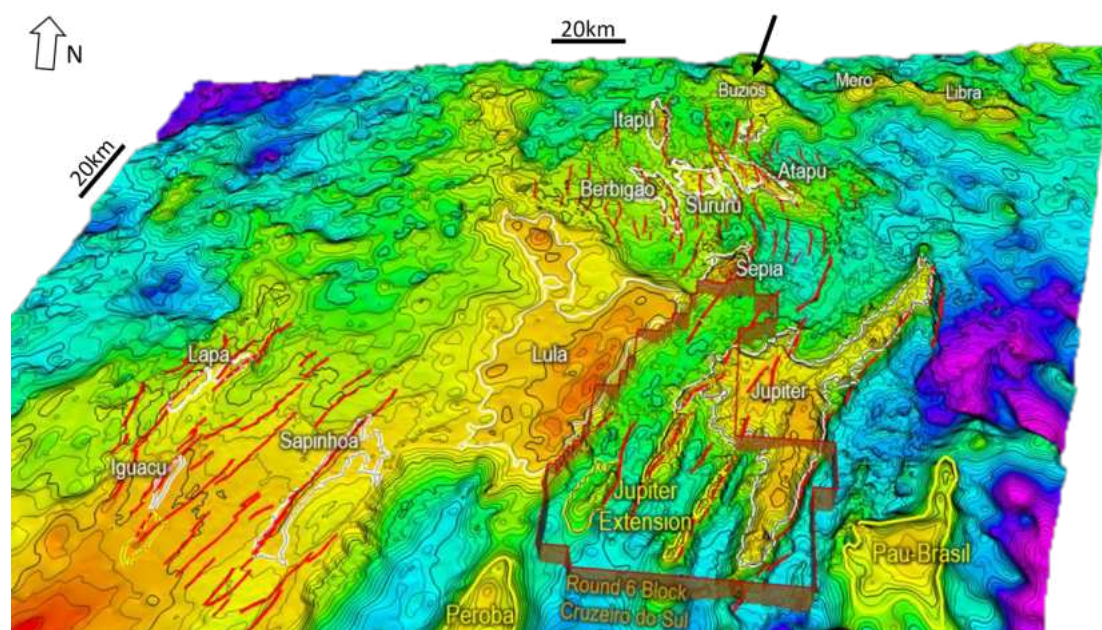 20km
N
Buzios
Mero
Libra
Itapu
20km
Atapu
Berbigao
Sururu
Sepia
Lapa
Lula
Jupiter
Sapinhoa
Iguacu
Jupiter
Extension
Pau-Brasil
Round 6 Block
Cruzeiro do Sul
Peroba